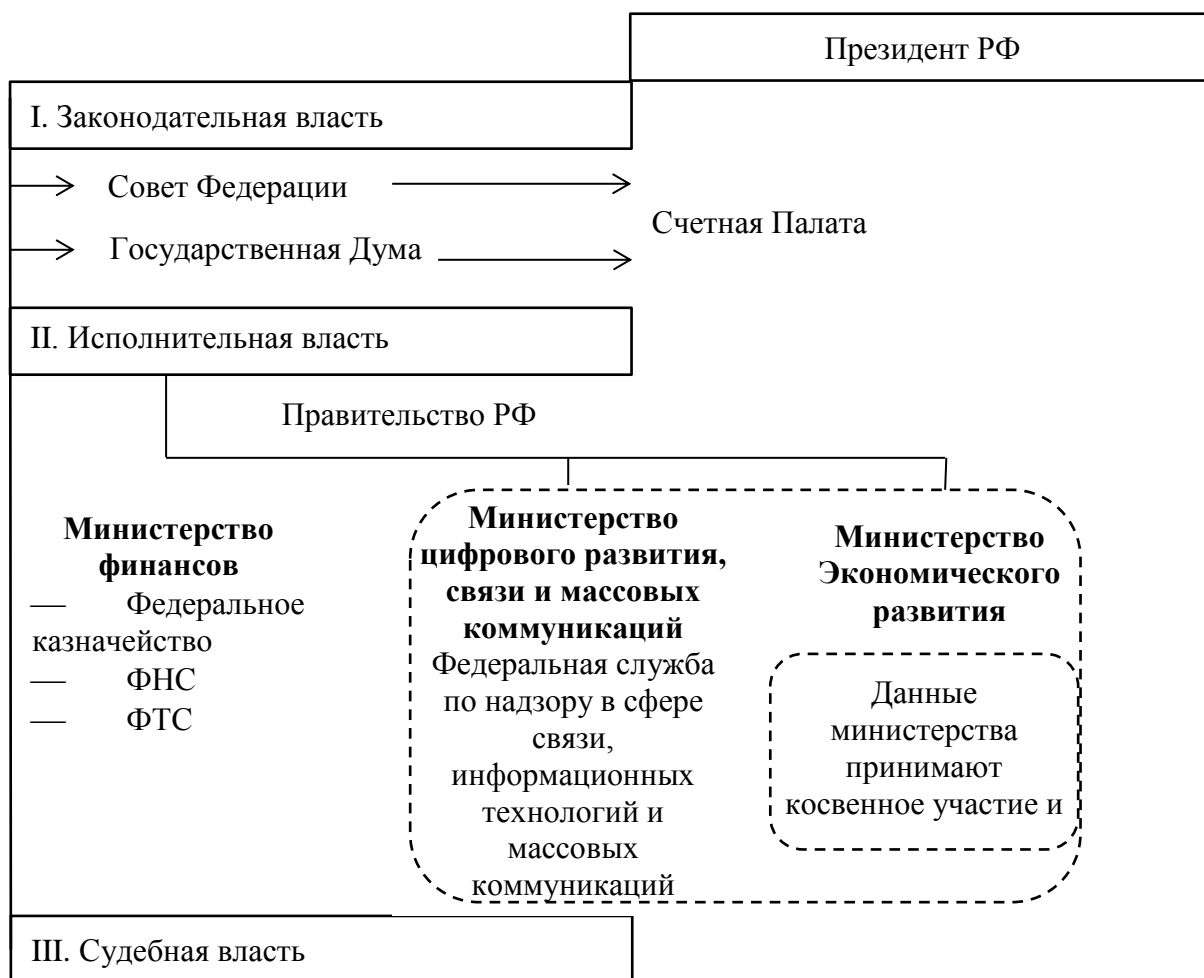 Президент РФ
I. Законодательная власть
Совет Федерации
Государственная Дума
Счетная Палата
II. Исполнительная власть
Правительство РФ
Министерство
финансов
— Федеральное
казначейство
— ФНС
— ФТС
Министерство
цифрового развития,
связи и массовых
коммуникаций
Федеральная служба
по надзору в сфере
связи,
информационных
технологий и
массовых
коммуникаций
Министерство
Экономического
развития
Данные
министерства
принимают
косвенное участие и
III. Судебная власть